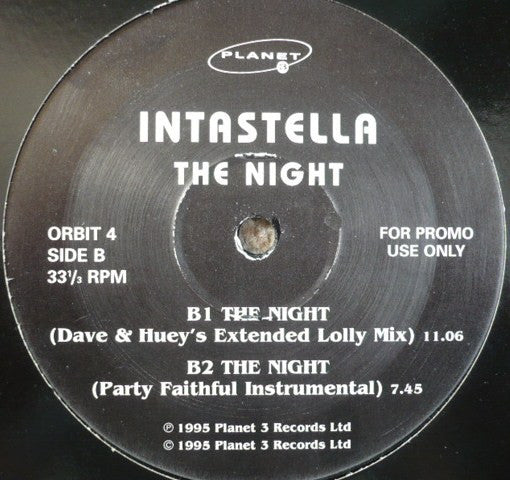 PLANET 3
INTASTELLA
THE NIGHT
ORBIT 4
SIDE B
33⅓ RPM
FOR PROMO
USE ONLY
B1 THE NIGHT
(Dave & Huey's Extended Lolly Mix) 11.06
B2 THE NIGHT
(Party Faithful Instrumental) 7.45
℗ 1995 Planet 3 Records Ltd
© 1995 Planet 3 Records Ltd